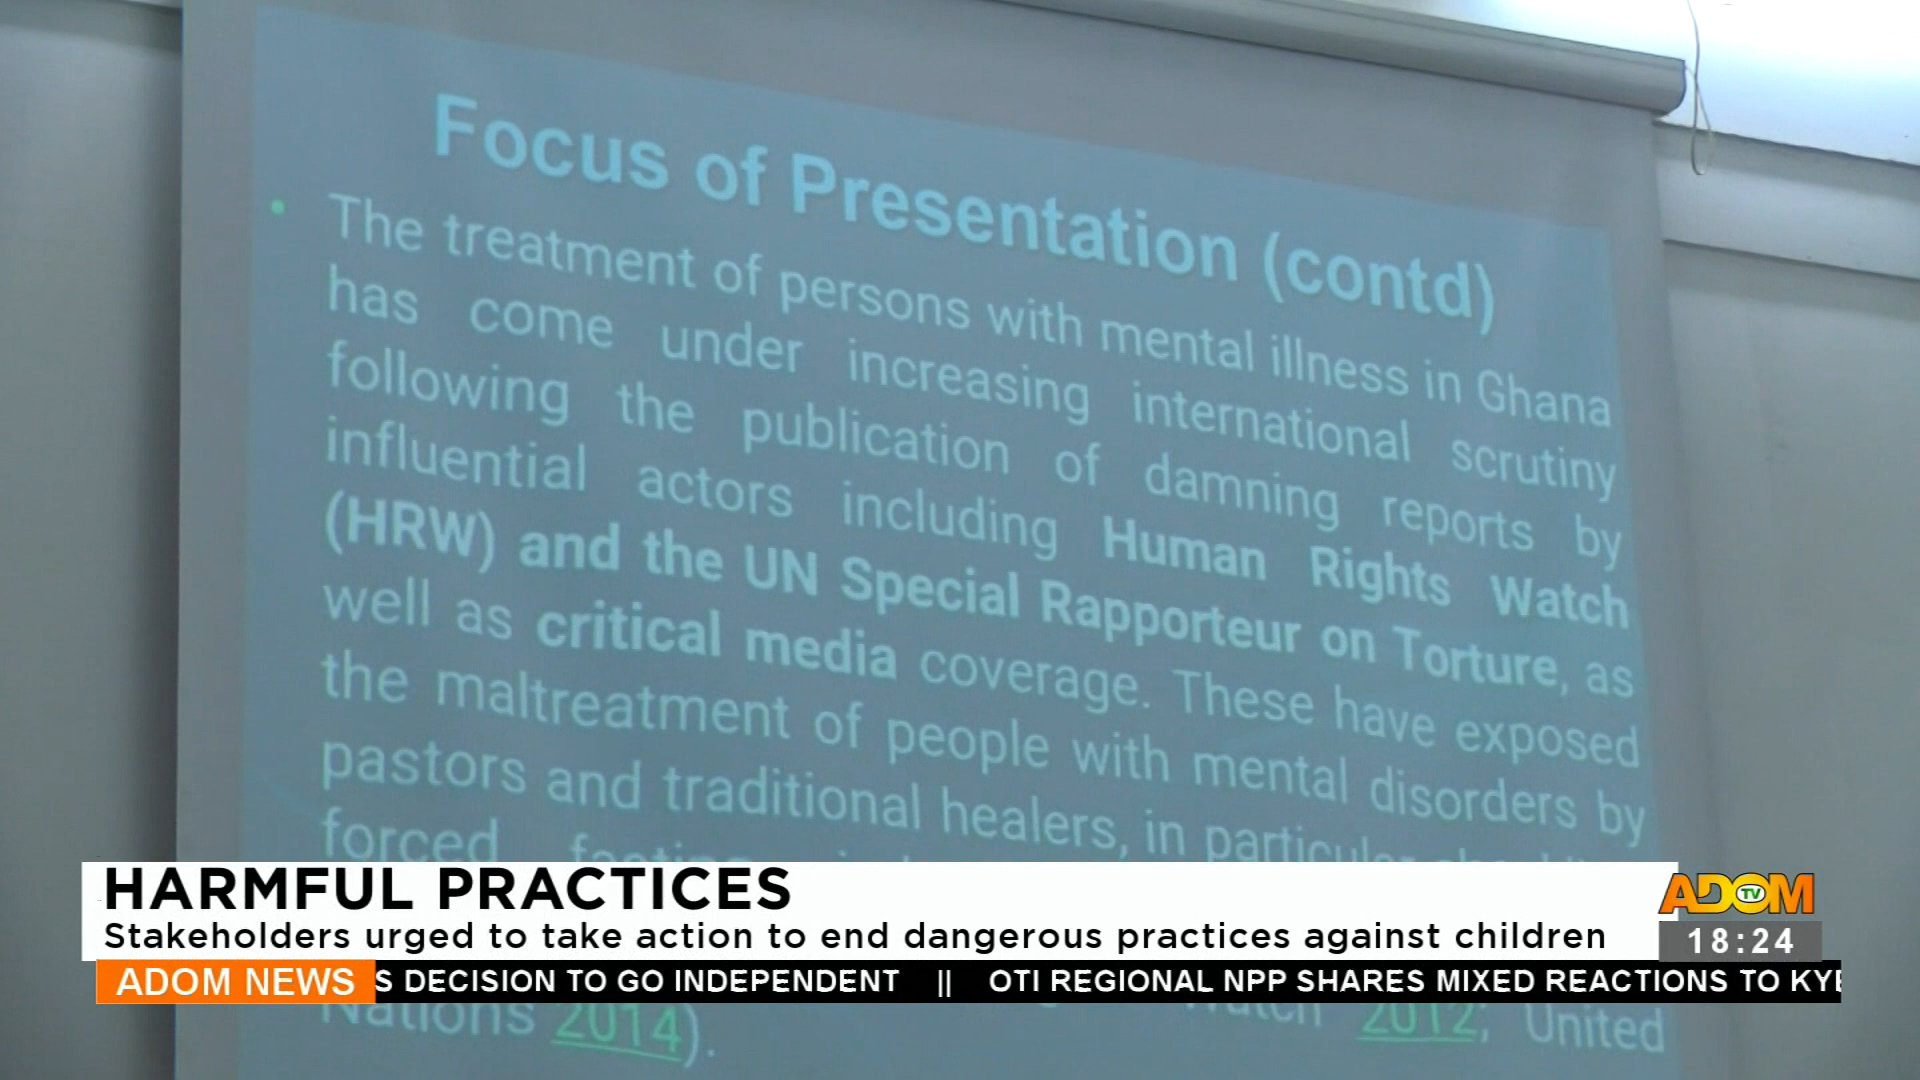 Focus of Presentation (contd)
• The treatment of persons with mental illness in Ghana
has come under increasing international scrutiny
following the publication of damning reports by
influential actors including Human Rights Watch
(HRW) and the UN Special Rapporteur on Torture, as
well as critical media coverage. These have exposed
the maltreatment of people with mental disorders by
pastors and traditional healers, in particular
forced
Watch 2012; United
Nations 2014).
HARMFUL PRACTICES
Stakeholders urged to take action to end dangerous practices against children
ADOM TV
18:24
ADOM NEWS
S DECISION TO GO INDEPENDENT || OTI REGIONAL NPP SHARES MIXED REACTIONS TO KYE